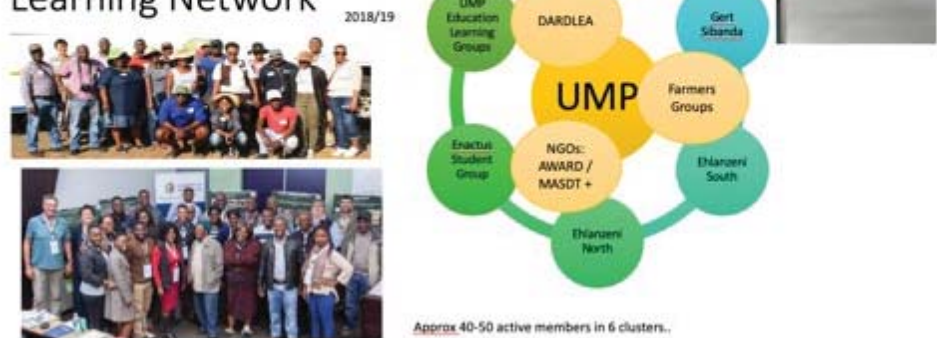 Learning Network
2018/19
UMP
Education
Learning
Groups
DARDLEA
Gert
Sibanda
UMP
Farmers
Groups
Enactus
Student
Group
NGOs:
AWARD /
MASDT +
Ehlanzeni
South
Ehlanzeni
North
Approx 40-50 active members in 6 clusters..